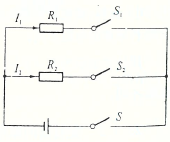 I₁ R₁ S₁
I₂ R₂ S₂
S